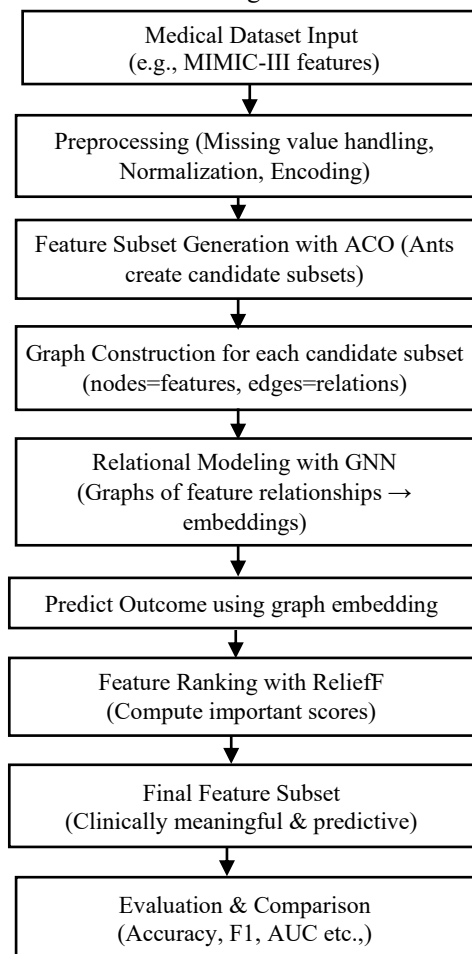 Medical Dataset Input
(e.g., MIMIC-III features)
Preprocessing (Missing value handling,
Normalization, Encoding)
Feature Subset Generation with ACO (Ants
create candidate subsets)
Graph Construction for each candidate subset
(nodes=features, edges=relations)
Relational Modeling with GNN
(Graphs of feature relationships →
embeddings)
Predict Outcome using graph embedding
Feature Ranking with ReliefF
(Compute important scores)
Final Feature Subset
(Clinically meaningful & predictive)
Evaluation & Comparison
(Accuracy, F1, AUC etc.,)